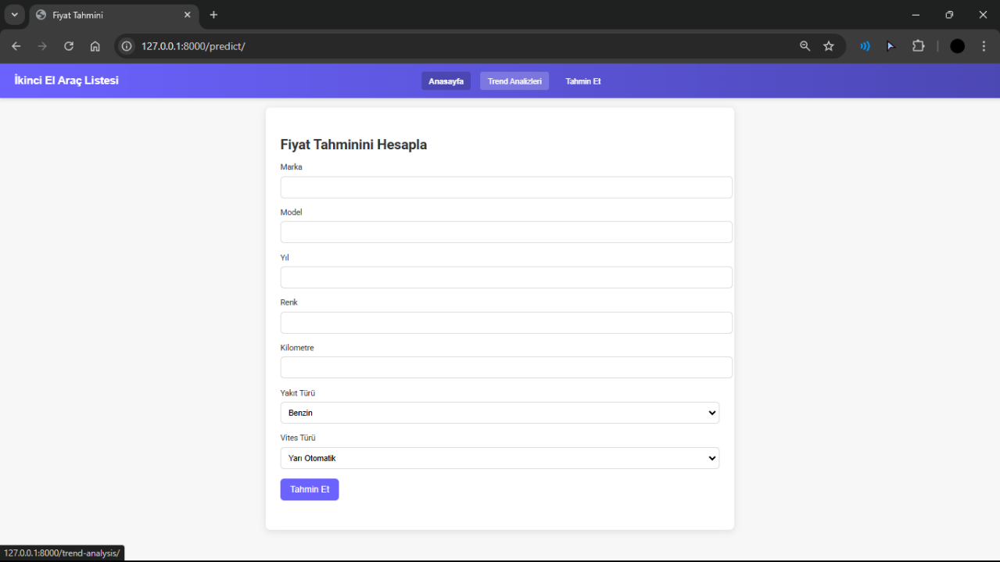 Fiyat Tahmini
127.0.0.1:8000/predict/
İkinci El Araç Listesi
Anasayfa
Trend Analizleri
Tahmin Et
Fiyat Tahminini Hesapla
Marka
Model
Yıl
Renk
Kilometre
Yakıt Türü
Benzin
Vites Türü
Yarı Otomatik
Tahmin Et
127.0.0.1:8000/trend-analysis/